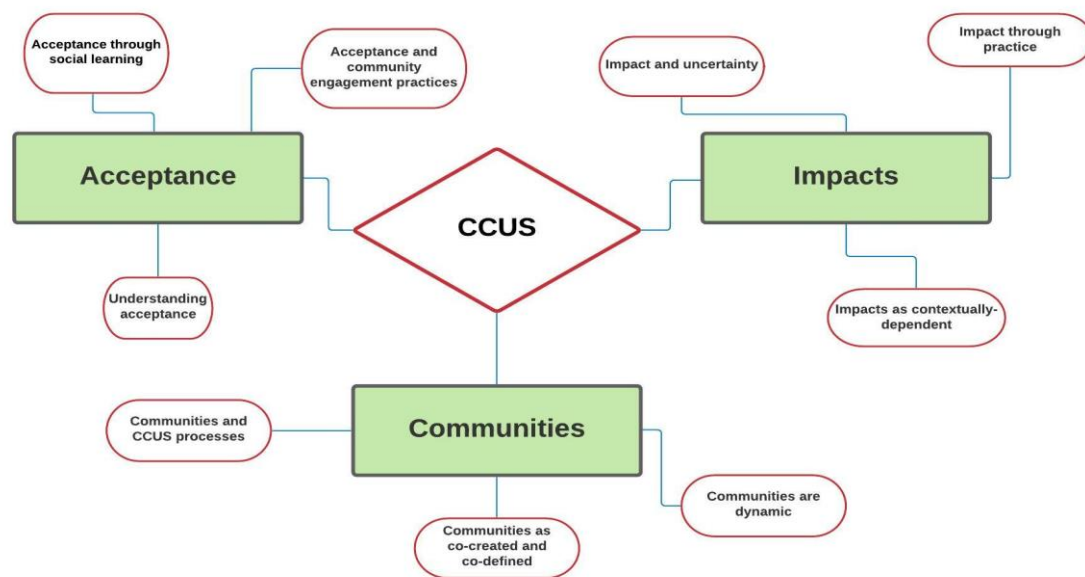 Acceptance through
social learning
Acceptance and
community
engagement practices
Acceptance
Understanding
acceptance
CCUS
Impact and uncertainty
Impact through
practice
Impacts
Impacts as contextually-
dependent
Communities and
CCUS processes
Communities
Communities as
co-created and
co-defined
Communities are
dynamic